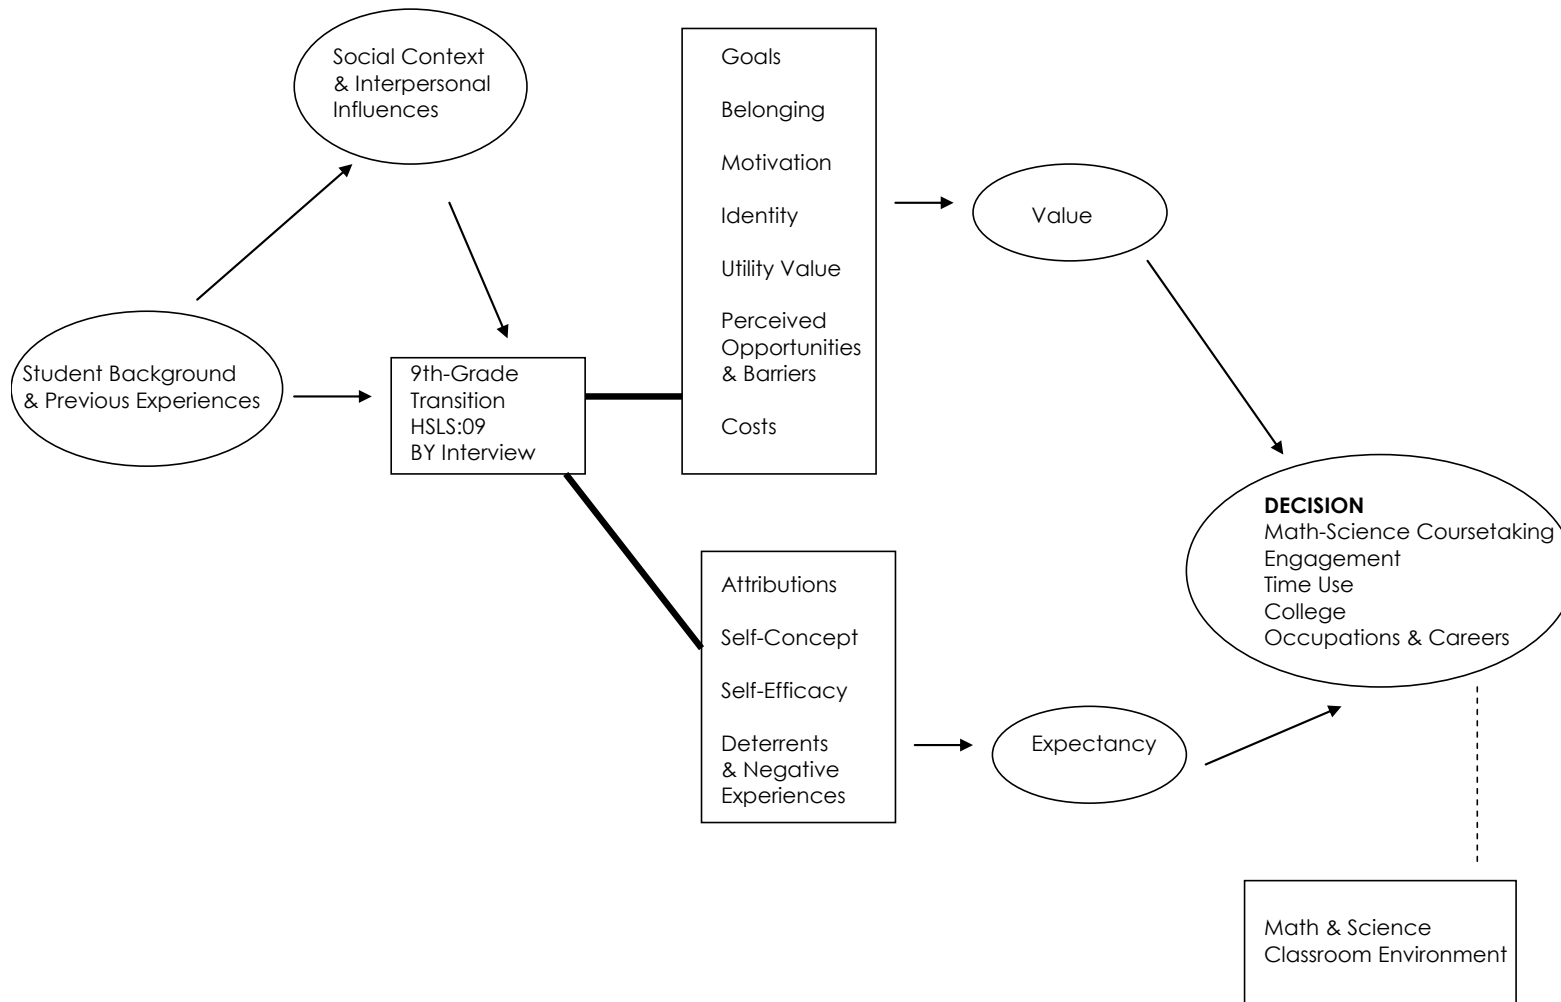 Social Context
& Interpersonal
Influences
Student Background
& Previous Experiences
9th-Grade
Transition
HSLS:09
BY Interview
Goals
Belonging
Motivation
Identity
Utility Value
Perceived
Opportunities
& Barriers
Costs
Value
Attributions
Self-Concept
Self-Efficacy
Deterrents
& Negative
Experiences
Expectancy
DECISION
Math-Science Coursetaking
Engagement
Time Use
College
Occupations & Careers
Math & Science
Classroom Environment